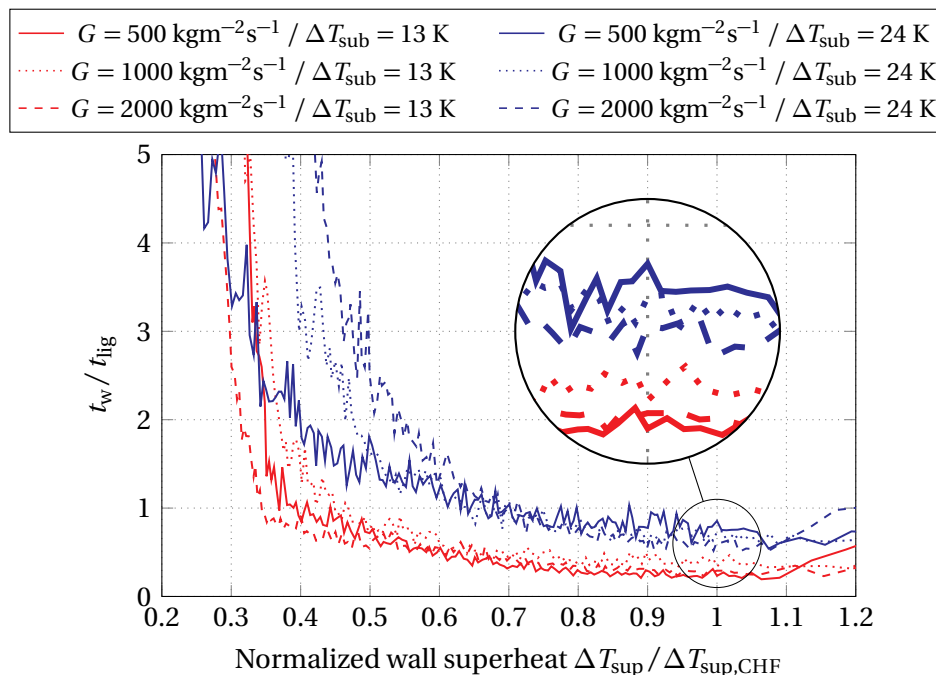 G = 500 kgm⁻²s⁻¹ / ΔT_sub = 13 K
G = 500 kgm⁻²s⁻¹ / ΔT_sub = 24 K
G = 1000 kgm⁻²s⁻¹ / ΔT_sub = 13 K
G = 1000 kgm⁻²s⁻¹ / ΔT_sub = 24 K
G = 2000 kgm⁻²s⁻¹ / ΔT_sub = 13 K
G = 2000 kgm⁻²s⁻¹ / ΔT_sub = 24 K
5
4
3
2
1
0
t_w / t_lig
0.2 0.3 0.4 0.5 0.6 0.7 0.8 0.9 1 1.1 1.2
Normalized wall superheat ΔT_sup / ΔT_sup,CHF